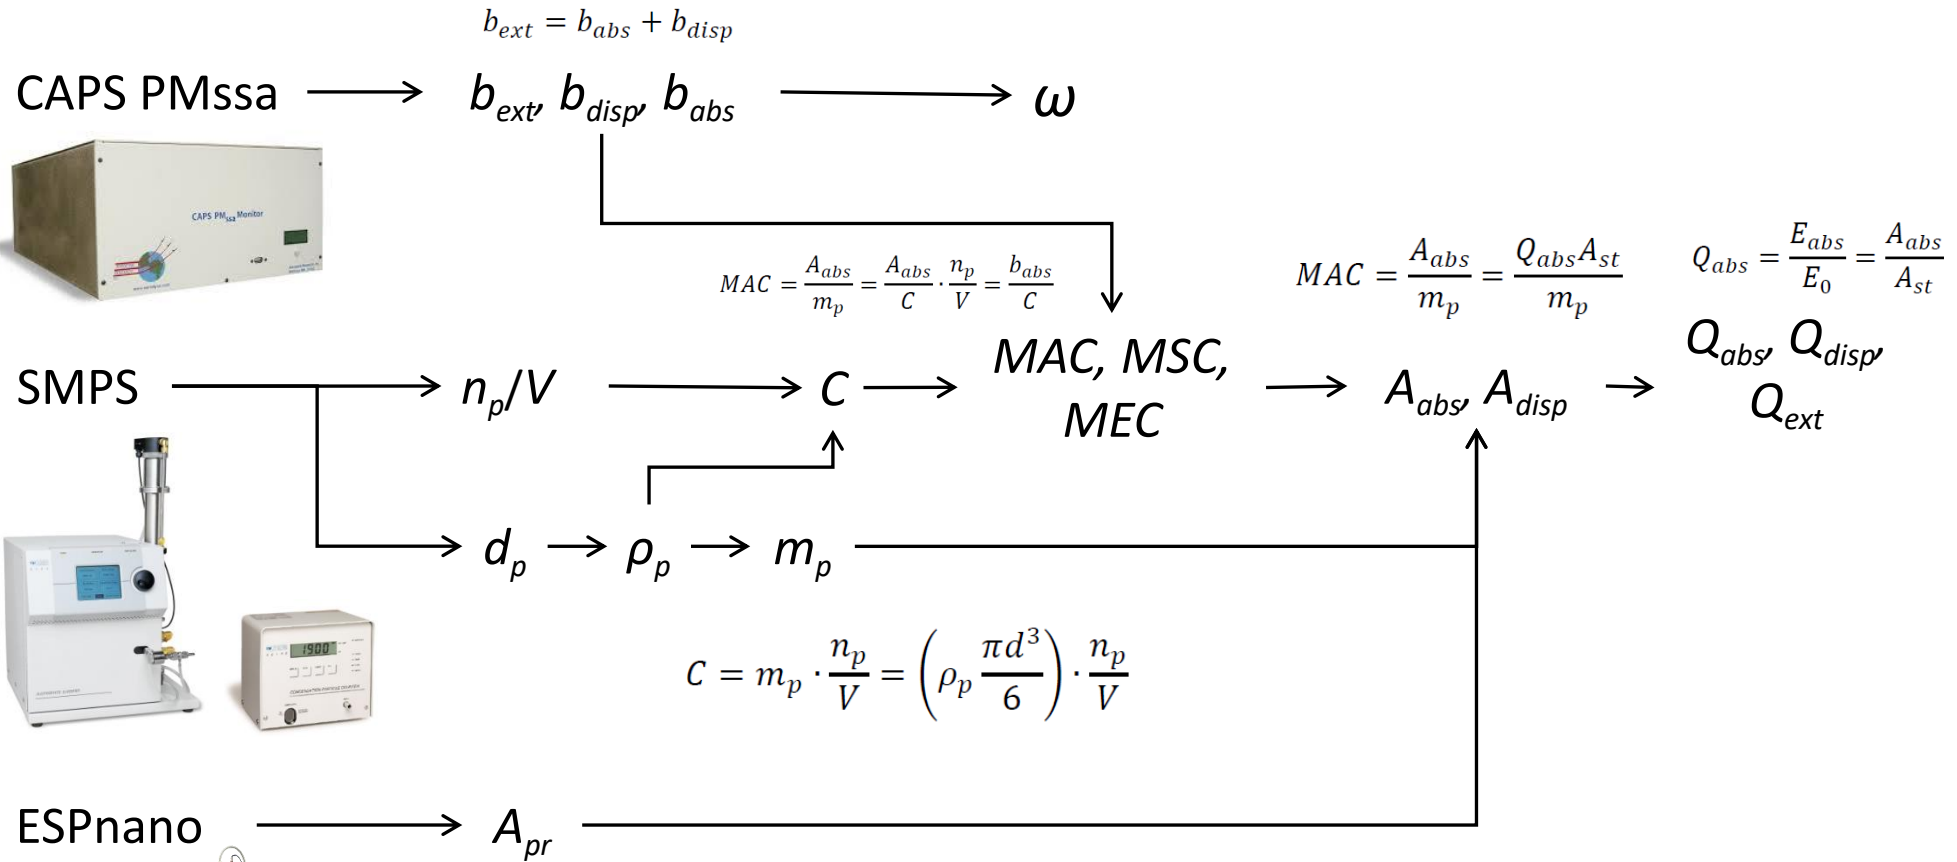 b_ext = b_abs + b_disp
CAPS PMssa
b_ext, b_disp, b_abs
ω
CAPS PM_ssa Monitor
MAC = A_abs/m_p = A_abs/C · n_p/V = b_abs/C
MAC = A_abs/m_p = Q_abs A_st/m_p
Q_abs = E_abs/E_0 = A_abs/A_st
SMPS
n_p/V
C
MAC, MSC,
MEC
A_abs, A_disp
Q_abs, Q_disp,
Q_ext
d_p
ρ_p
m_p
1900
C = m_p · n_p/V = (ρ_p πd³/6) · n_p/V
ESPnano
A_pr